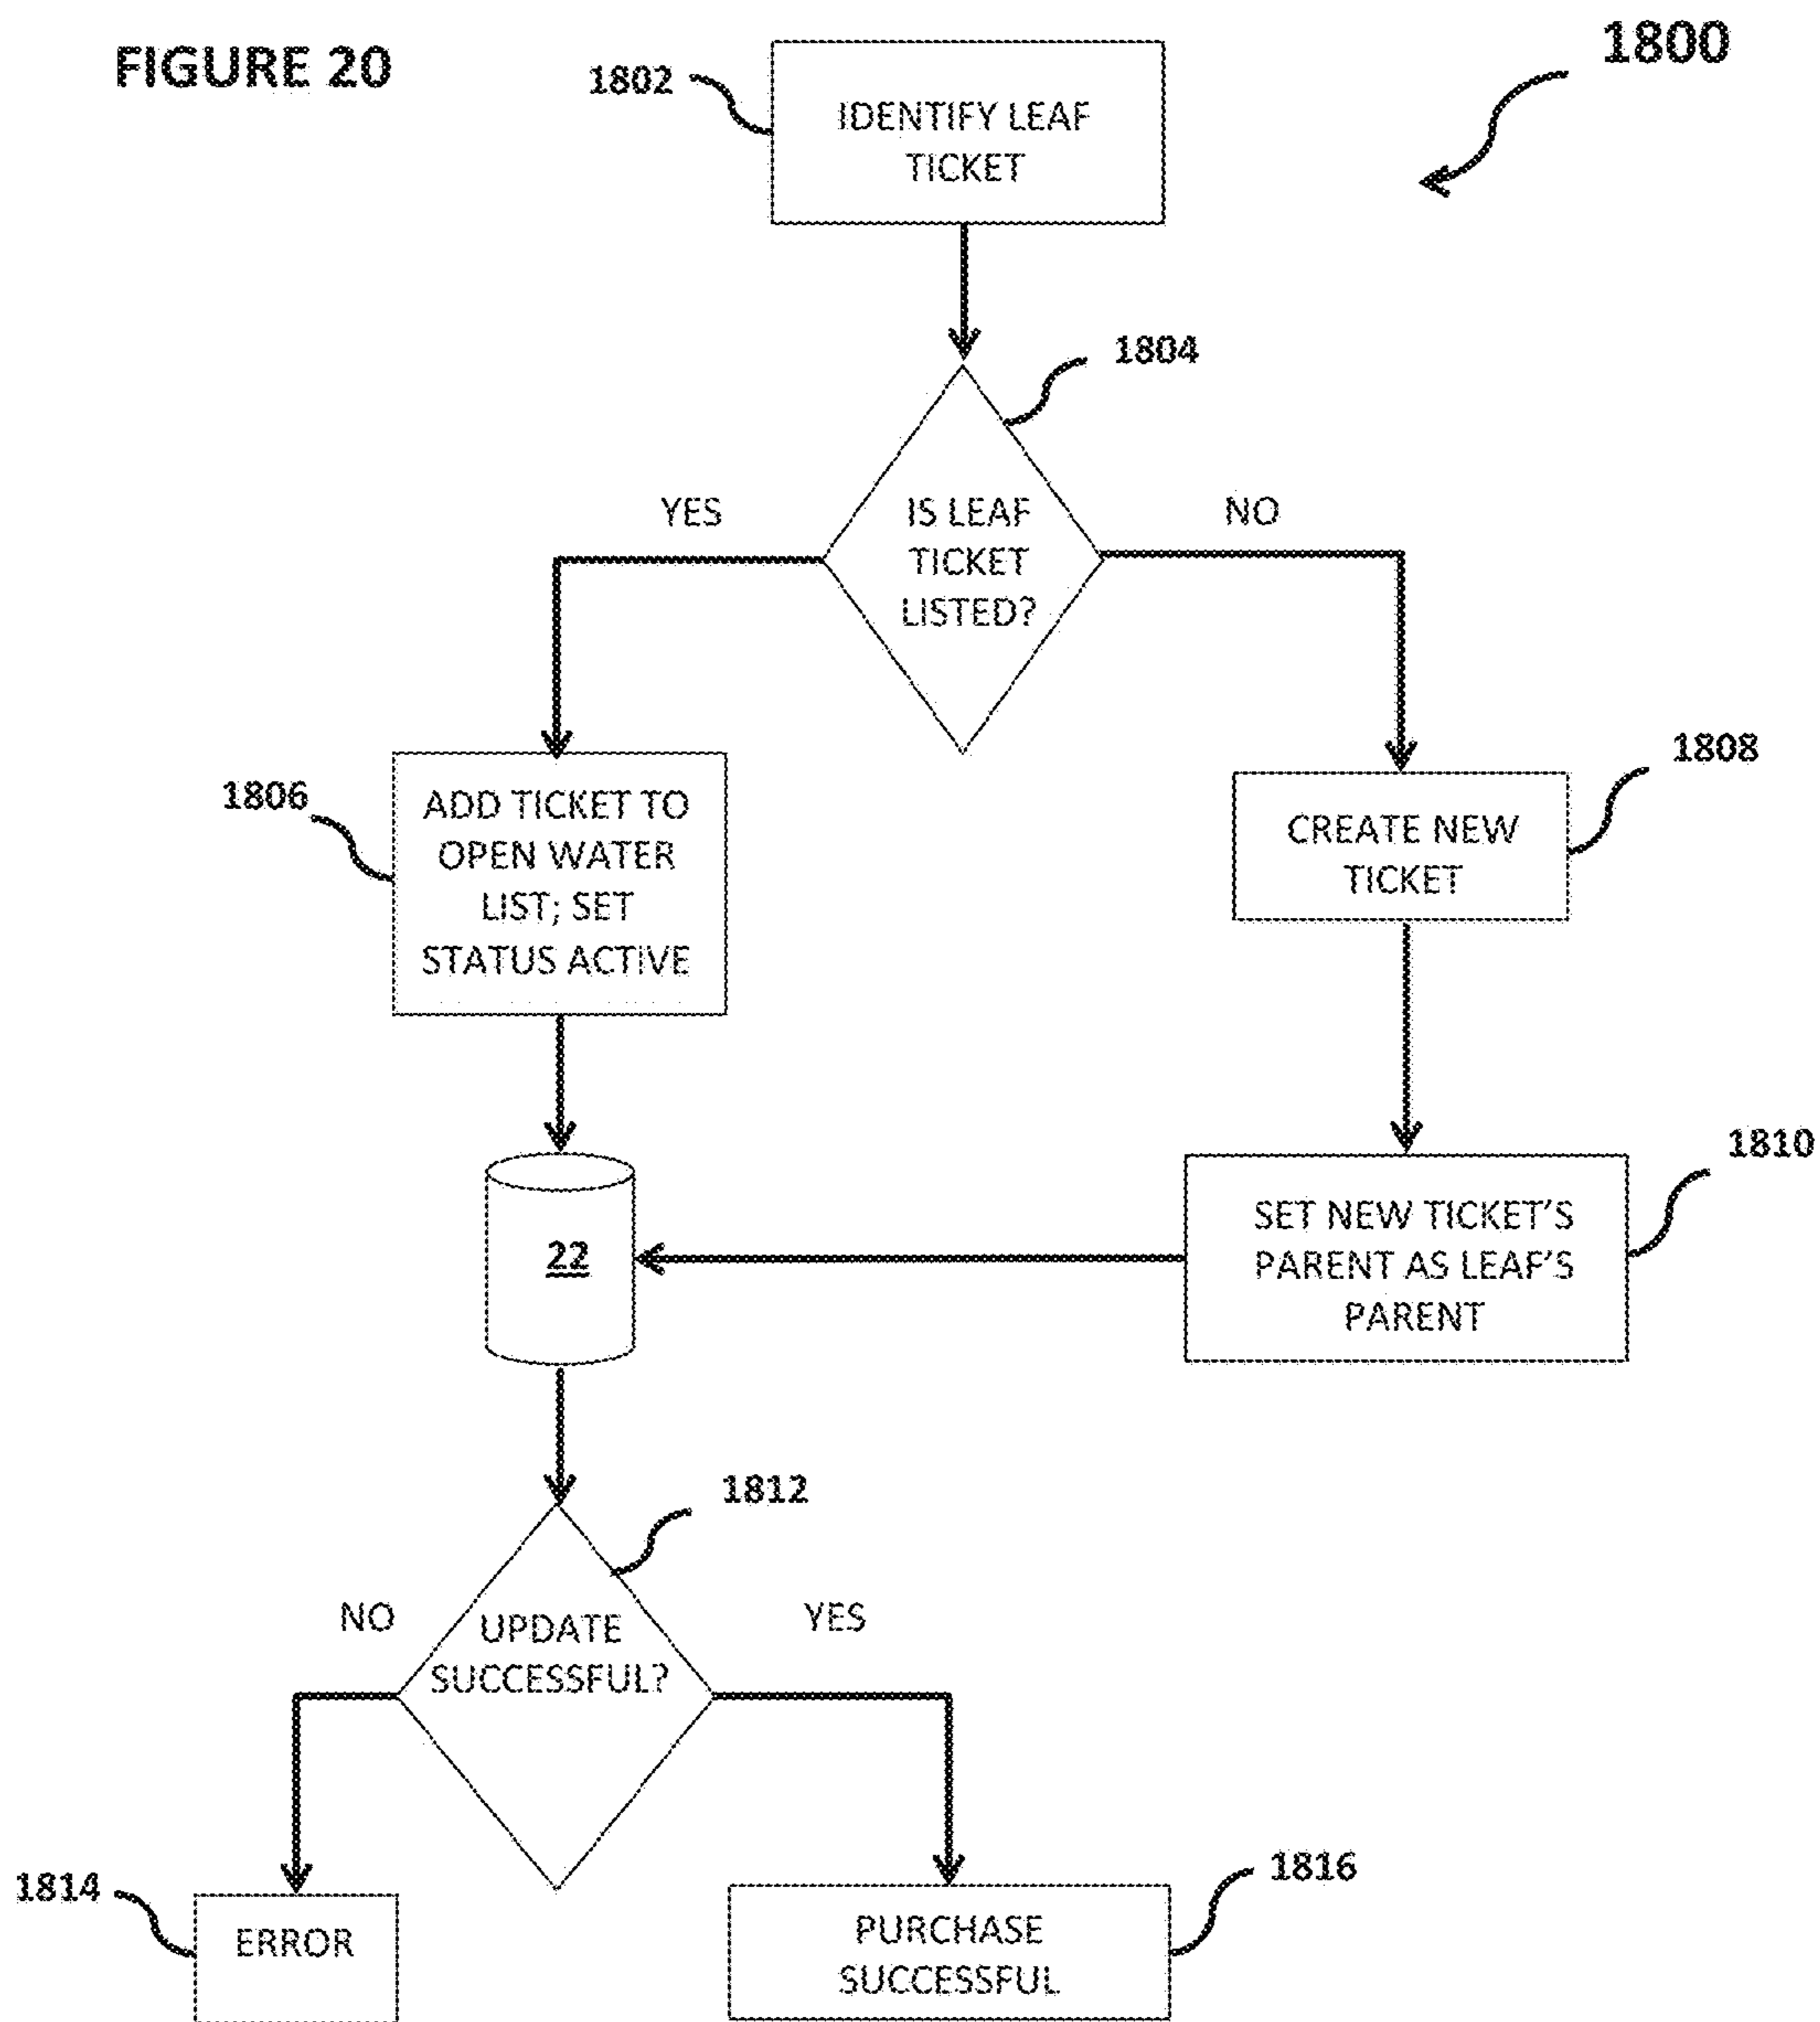 FIGURE 20
1800
1802
IDENTIFY LEAF
TICKET
1804
YES
IS LEAF
TICKET
LISTED?
NO
1806
ADD TICKET TO
OPEN WATER
LIST; SET
STATUS ACTIVE
1808
CREATE NEW
TICKET
22
1810
SET NEW TICKET'S
PARENT AS LEAF'S
PARENT
1812
NO
UPDATE
SUCCESSFUL?
YES
1814
ERROR
1816
PURCHASE
SUCCESSFUL